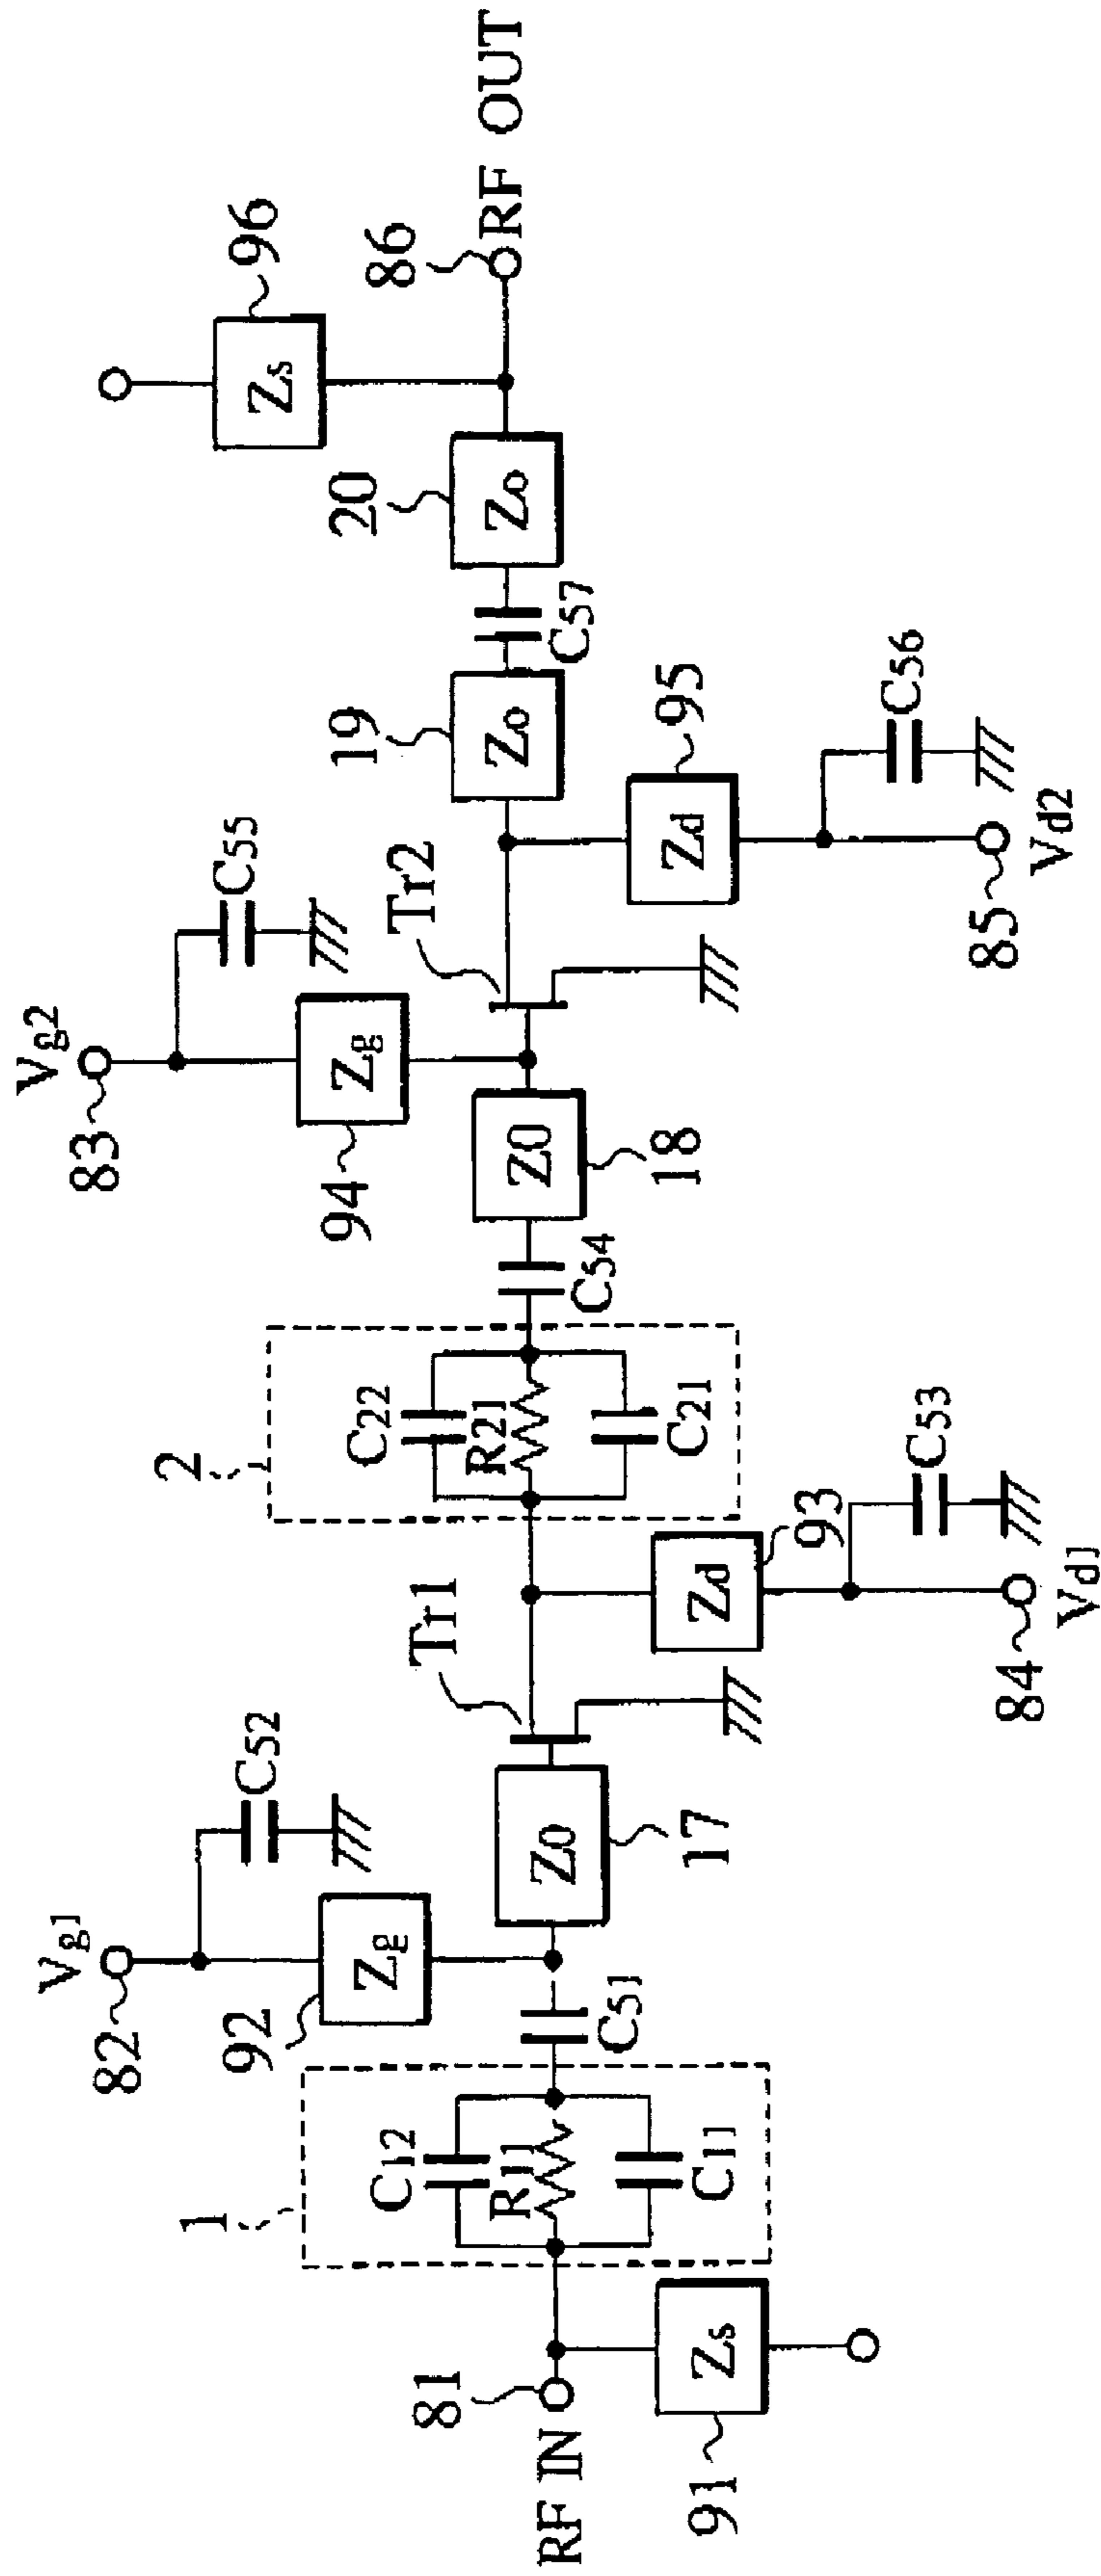 RF IN
81
91
Zs
1
C12
R11
C11
C51
Vg1
82
92
Zg
C52
Z0
17
Tr1
Zd
93
C53
84
Vd1
2
C22
R21
C21
C54
Z0
18
Vg2
83
94
Zg
C55
Tr2
Zd
95
C56
85
Vd2
19
Zo
C57
20
Zo
Zs
96
86
RF OUT